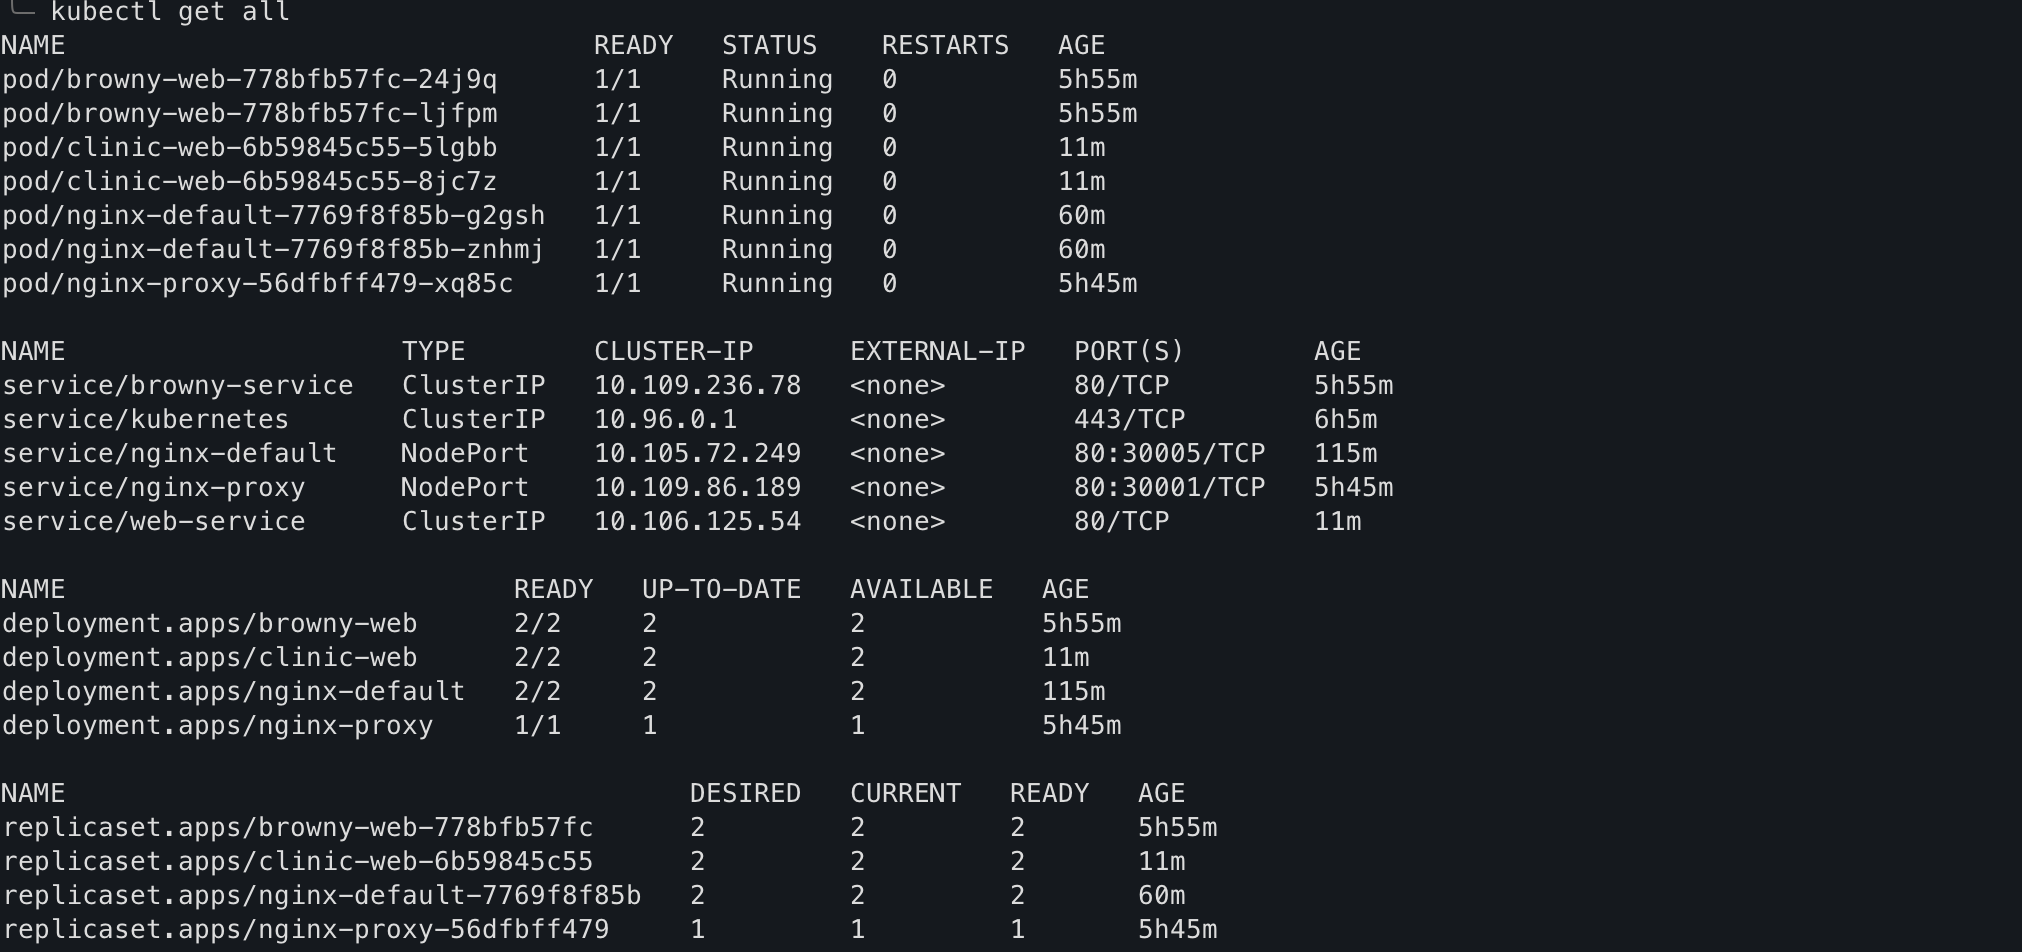 kubectl get all
NAME READY STATUS RESTARTS AGE
pod/browny-web-778bfb57fc-24j9q 1/1 Running 0 5h55m
pod/browny-web-778bfb57fc-ljfpm 1/1 Running 0 5h55m
pod/clinic-web-6b59845c55-5lgbb 1/1 Running 0 11m
pod/clinic-web-6b59845c55-8jc7z 1/1 Running 0 11m
pod/nginx-default-7769f8f85b-g2gsh 1/1 Running 0 60m
pod/nginx-default-7769f8f85b-znhmj 1/1 Running 0 60m
pod/nginx-proxy-56dfbff479-xq85c 1/1 Running 0 5h45m
NAME TYPE CLUSTER-IP EXTERNAL-IP PORT(S) AGE
service/browny-service ClusterIP 10.109.236.78 <none> 80/TCP 5h55m
service/kubernetes ClusterIP 10.96.0.1 <none> 443/TCP 6h5m
service/nginx-default NodePort 10.105.72.249 <none> 80:30005/TCP 115m
service/nginx-proxy NodePort 10.109.86.189 <none> 80:30001/TCP 5h45m
service/web-service ClusterIP 10.106.125.54 <none> 80/TCP 11m
NAME READY UP-TO-DATE AVAILABLE AGE
deployment.apps/browny-web 2/2 2 2 5h55m
deployment.apps/clinic-web 2/2 2 2 11m
deployment.apps/nginx-default 2/2 2 2 115m
deployment.apps/nginx-proxy 1/1 1 1 5h45m
NAME DESIRED CURRENT READY AGE
replicaset.apps/browny-web-778bfb57fc 2 2 2 5h55m
replicaset.apps/clinic-web-6b59845c55 2 2 2 11m
replicaset.apps/nginx-default-7769f8f85b 2 2 2 60m
replicaset.apps/nginx-proxy-56dfbff479 1 1 1 5h45m